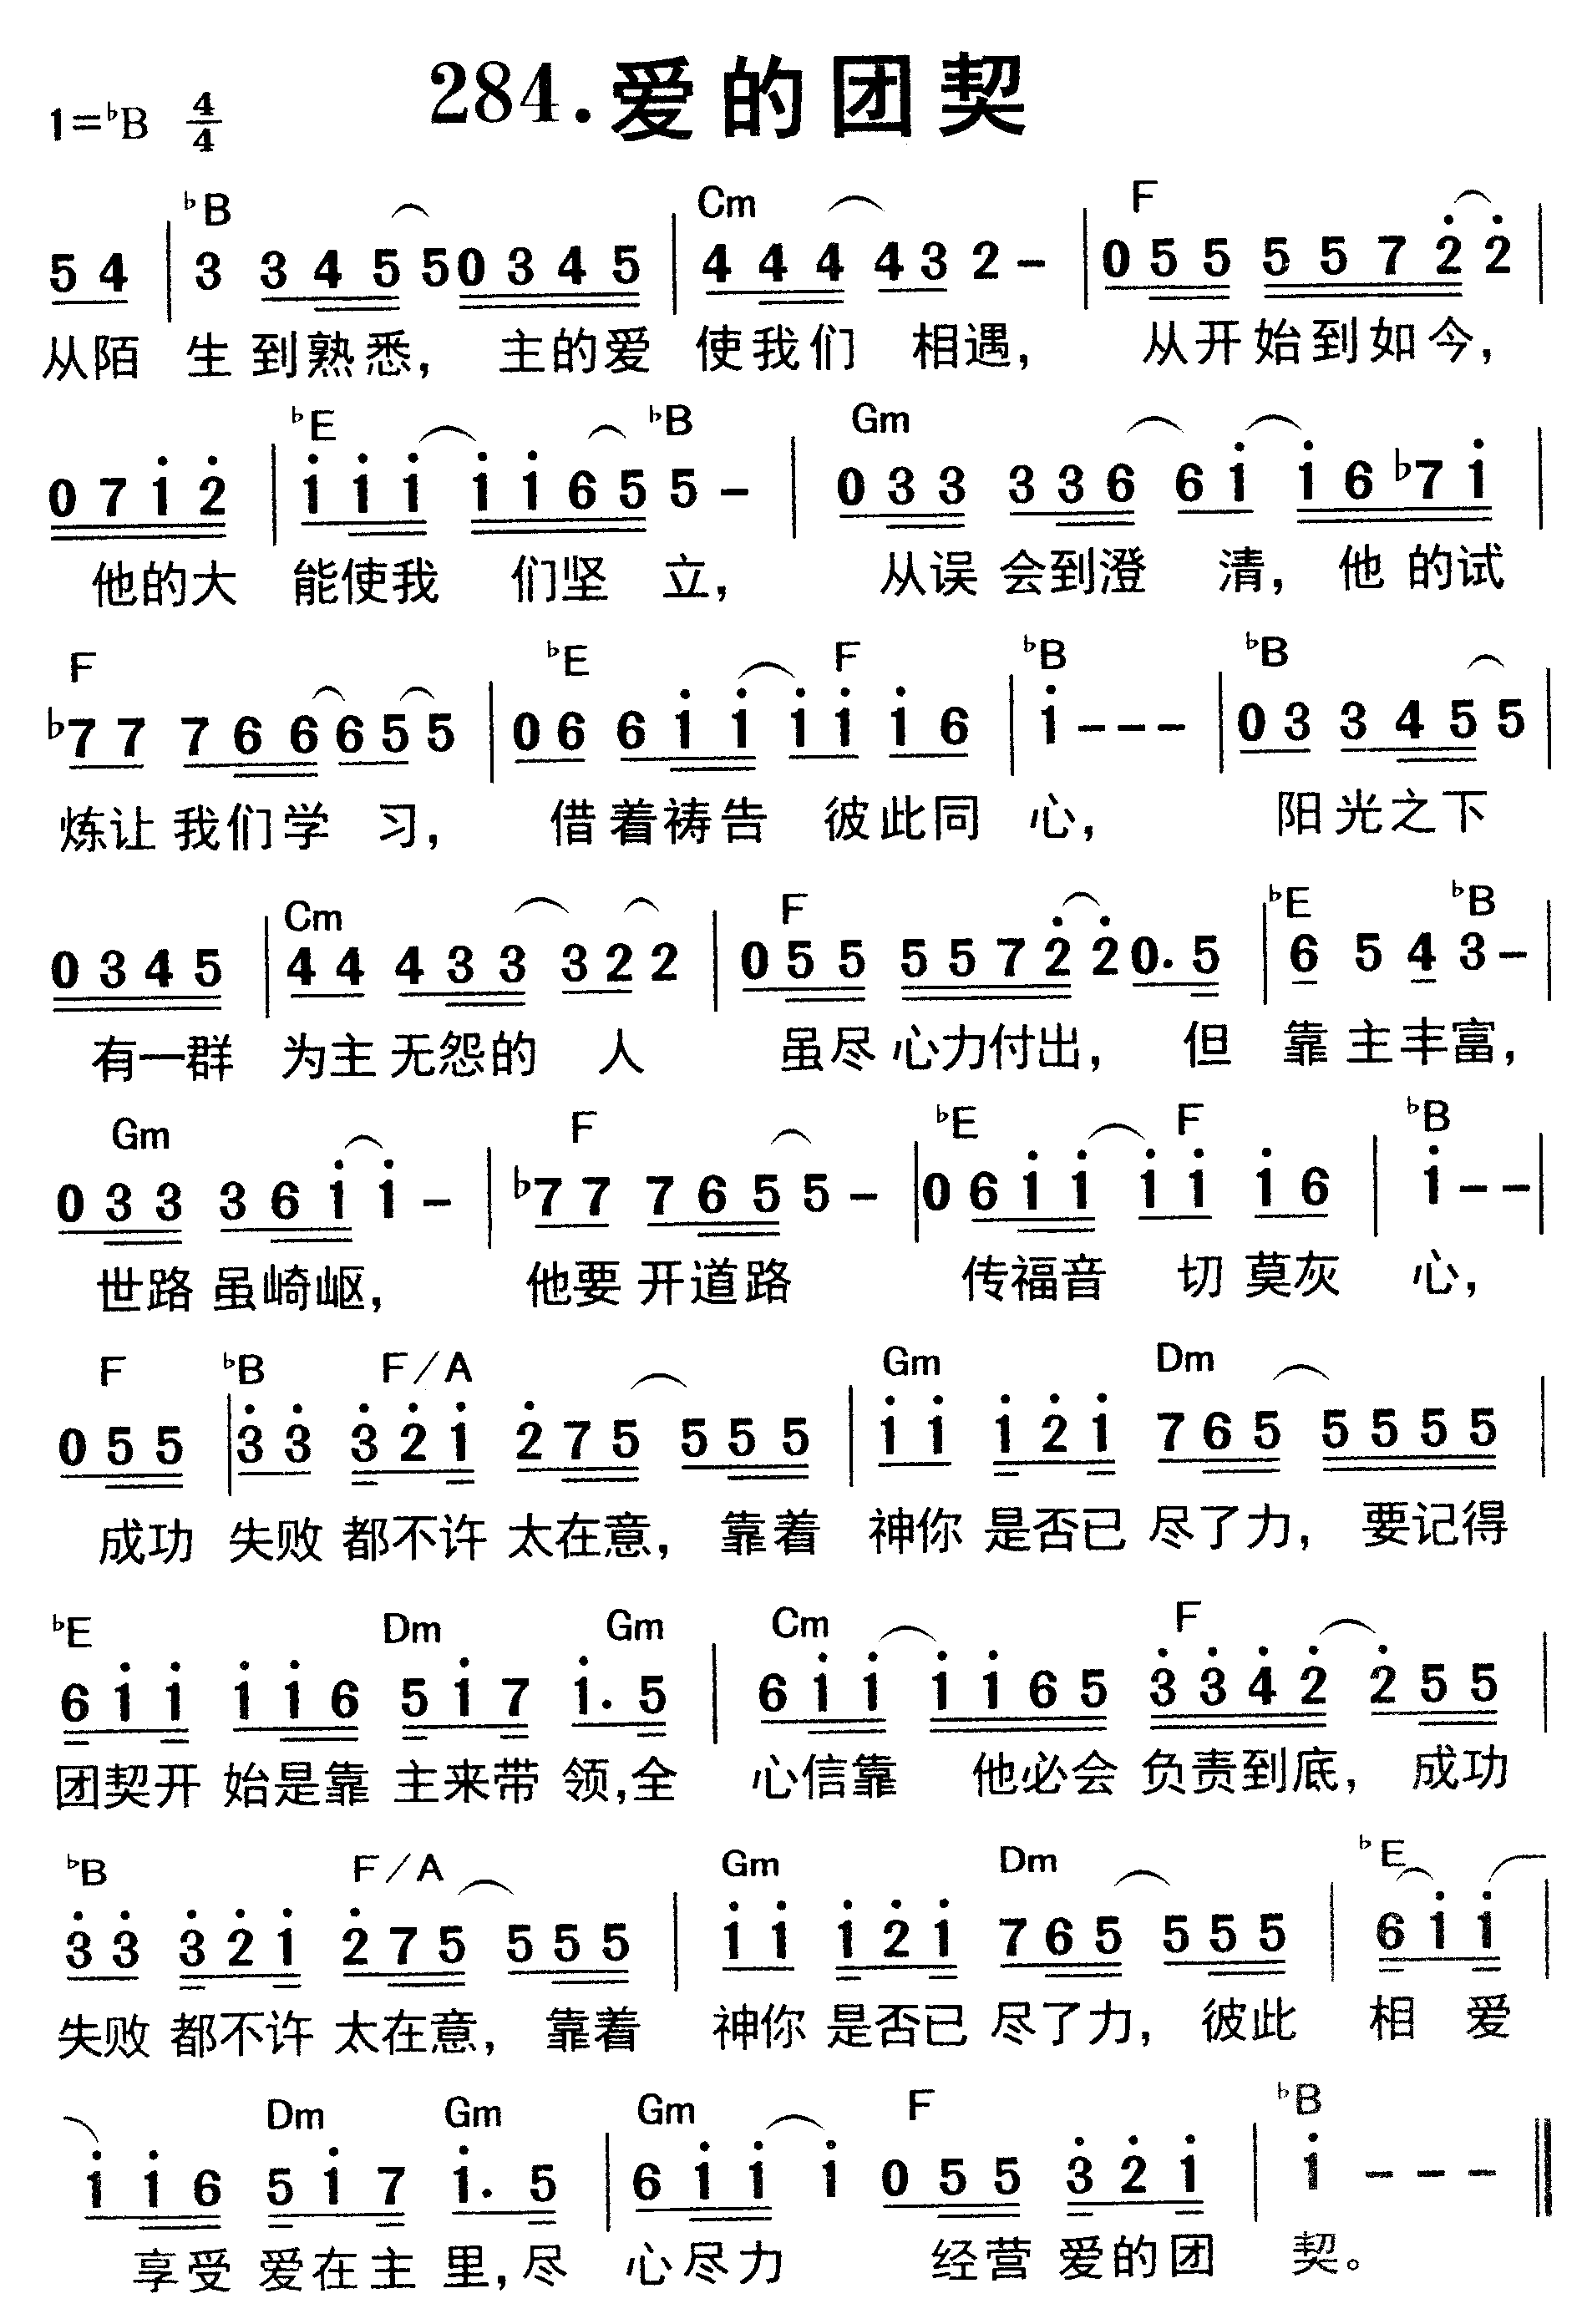 284.爱的团契
1=♭B 4/4
♭B Cm F
5 4 | 3 3 4 5 5 0 3 4 5 | 4 4 4 4 3 2 - | 0 5 5 5 5 7 2̇ 2̇ |
从陌 生到熟悉， 主的爱 使我们 相遇， 从开始到如今，
♭E ♭B Gm
0 7 1̇ 2̇ | 1̇ 1̇ 1̇ 1̇ 1̇ 6 5 5 - | 0 3 3 3 3 6 6 1̇ 1̇ 6 ♭7 1̇ |
他的大 能使我 们坚 立， 从误会到澄 清，他 的试
F ♭E F ♭B ♭B
♭7 7 7 6 6 6 5 5 | 0 6 6 1̇ 1̇ 1̇ 1̇ 1̇ 6 | 1̇ - - - | 0 3 3 4 5 5 |
炼让 我们学 习， 借着祷告 彼此同 心， 阳光之下
Cm F ♭E ♭B
0 3 4 5 | 4 4 4 3 3 3 2 2 | 0 5 5 5 5 7 2̇ 2̇ 0. 5 | 6 5 4 3 - |
有一群 为主 无怨的 人 虽尽 心力付出， 但 靠主丰富，
Gm F ♭E F ♭B
0 3 3 3 6 1̇ 1̇ - | ♭7 7 7 6 5 5 - | 0 6 1̇ 1̇ 1̇ 1̇ 1̇ 6 | 1̇ - - |
世路 虽崎岖， 他要 开道路 传福音 切 莫灰 心，
F ♭B F/A Gm Dm
0 5 5 | 3̇ 3̇ 3̇ 2̇ 1̇ 2̇ 7 5 5 5 5 | 1̇ 1̇ 1̇ 2̇ 1̇ 7 6 5 5 5 5 5 |
成功 失败 都不许 太在意， 靠着 神你 是否已 尽了力， 要记得
♭E Dm Gm Cm F
6 1̇ 1̇ 1̇ 1̇ 6 5 1̇ 7 1̇. 5 | 6 1̇ 1̇ 1̇ 1̇ 6 5 3̇ 3̇ 4̇ 2̇ 2̇ 5 5 |
团契开 始是靠 主来带 领,全 心信靠 他必会 负责到底， 成功
♭B F/A Gm Dm ♭E
3̇ 3̇ 3̇ 2̇ 1̇ 2̇ 7 5 5 5 5 | 1̇ 1̇ 1̇ 2̇ 1̇ 7 6 5 5 5 5 | 6 1̇ 1̇ |
失败 都不许 太在意， 靠着 神你 是否已 尽了力， 彼此 相 爱
Dm Gm Gm F ♭B
1̇ 1̇ 6 5 1̇ 7 1̇. 5 | 6 1̇ 1̇ 1̇ 0 5 5 3̇ 2̇ 1̇ | 1̇ - - - ‖
享受 爱在主 里,尽 心尽力 经营 爱的团 契。